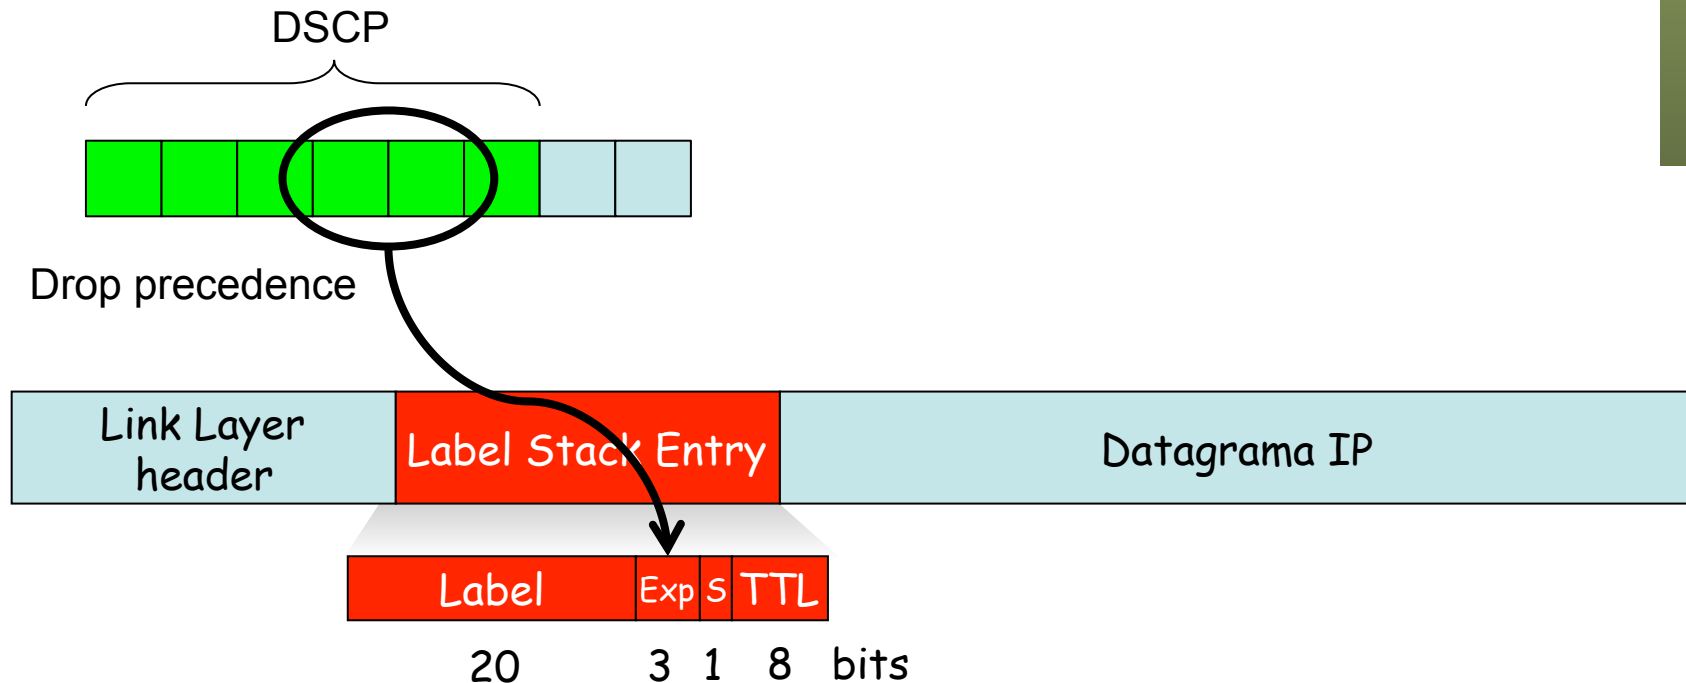 DSCP
Drop precedence
Link Layer
header
Label Stack Entry
Datagrama IP
Label
Exp
S
TTL
20 3 1 8 bits